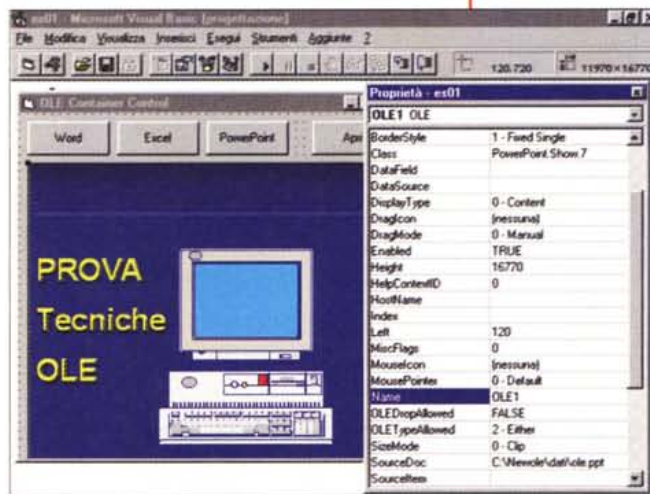 es01 - Microsoft Visual Basic [progettazione]
File Modifica Visualizza Inserisci Esegui Strumenti Aggiunte ?
120.720
11970×16770
OLE Container Control
Word Excel PowerPoint Apri
PROVA
Tecniche
OLE
Proprietà - es01
OLE1 OLE
BorderStyle 1 - Fixed Single
Class PowerPoint.Show.7
DataField
DataSource
DisplayType 0 - Content
DragIcon (nessuna)
DragMode 0 - Manual
Enabled TRUE
Height 16770
HelpContextID 0
HostName
Index
Left 120
MiscFlags 0
MouseIcon (nessuna)
MousePointer 0 - Default
Name OLE1
OLEDropAllowed FALSE
OLETypeAllowed 2 - Either
SizeMode 0 - Clip
SourceDoc C:\Newole\dati\ole.ppt
SourceItem